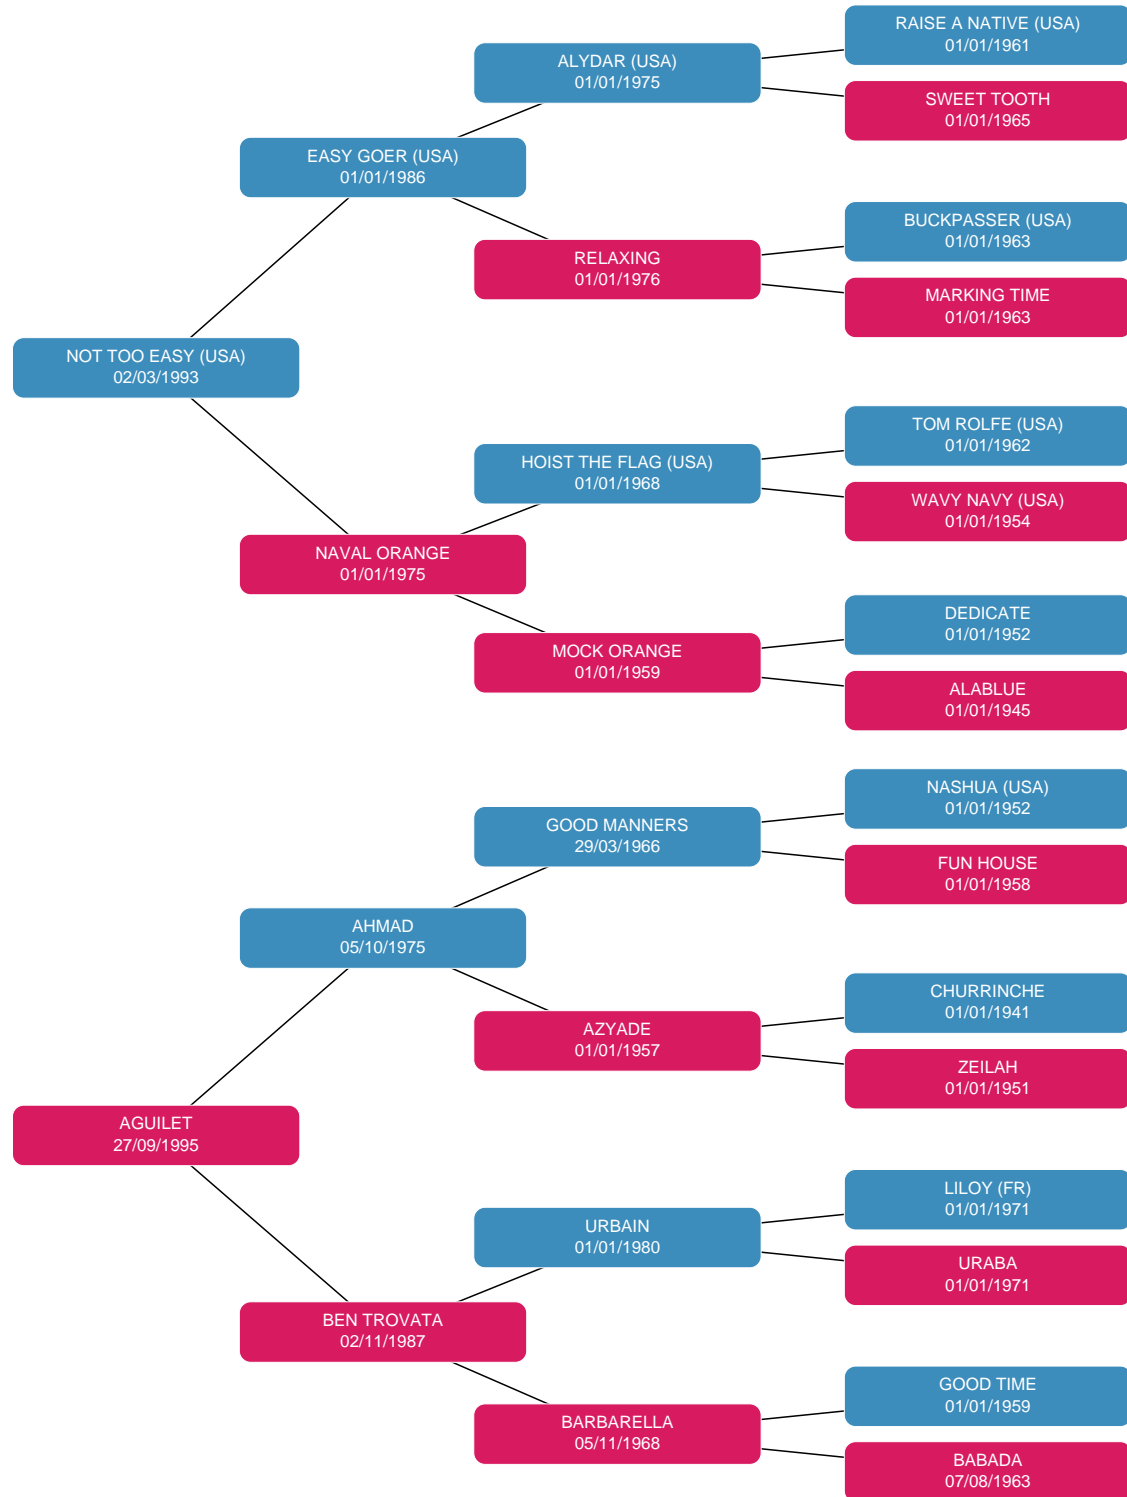 RAISE A NATIVE (USA)
01/01/1961
ALYDAR (USA)
01/01/1975
SWEET TOOTH
01/01/1965
EASY GOER (USA)
01/01/1986
BUCKPASSER (USA)
01/01/1963
RELAXING
01/01/1976
MARKING TIME
01/01/1963
NOT TOO EASY (USA)
02/03/1993
TOM ROLFE (USA)
01/01/1962
HOIST THE FLAG (USA)
01/01/1968
WAVY NAVY (USA)
01/01/1954
NAVAL ORANGE
01/01/1975
DEDICATE
01/01/1952
MOCK ORANGE
01/01/1959
ALABLUE
01/01/1945
NASHUA (USA)
01/01/1952
GOOD MANNERS
29/03/1966
FUN HOUSE
01/01/1958
AHMAD
05/10/1975
CHURRINCHE
01/01/1941
AZYADE
01/01/1957
ZEILAH
01/01/1951
AGUILET
27/09/1995
LILOY (FR)
01/01/1971
URBAIN
01/01/1980
URABA
01/01/1971
BEN TROVATA
02/11/1987
GOOD TIME
01/01/1959
BARBARELLA
05/11/1968
BABADA
07/08/1963